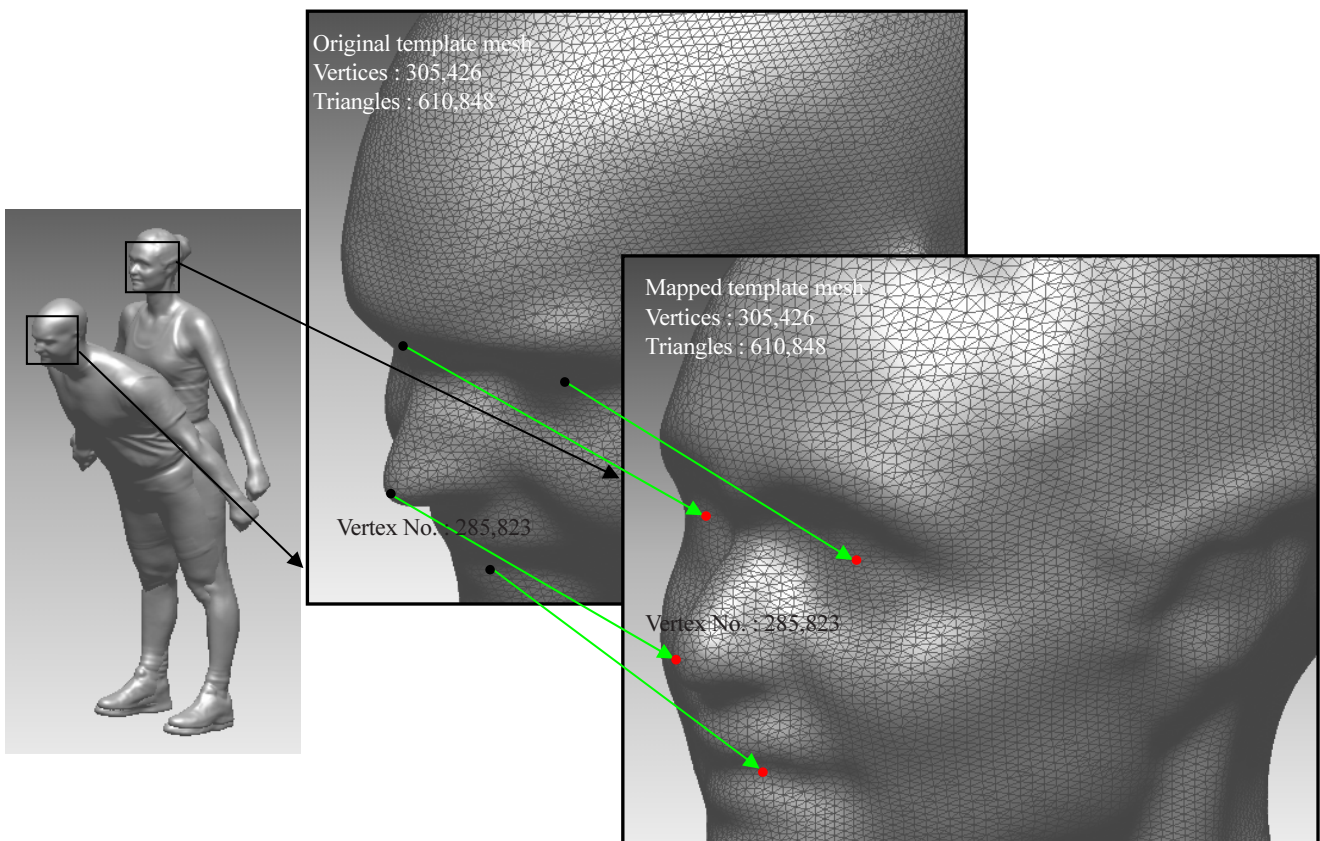 Original template mesh
Vertices : 305,426
Triangles : 610,848
Vertex No. : 285,823
Mapped template mesh
Vertices : 305,426
Triangles : 610,848
Vertex No. : 285,823